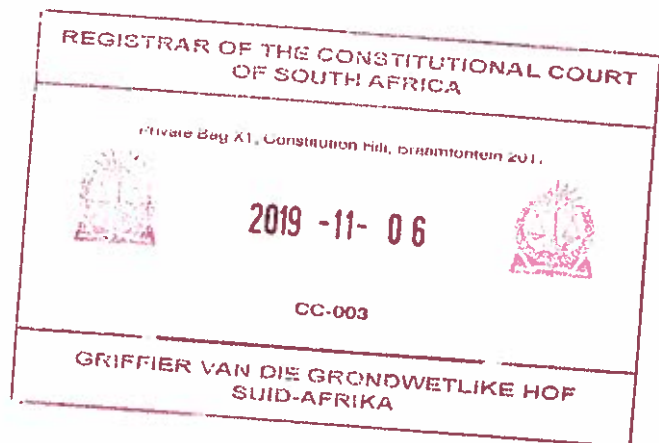 REGISTRAR OF THE CONSTITUTIONAL COURT
OF SOUTH AFRICA
Private Bag X1, Constitution Hill, Braamfontein 2017
2019 -11- 06
CC-003
GRIFFIER VAN DIE GRONDWETLIKE HOF
SUID-AFRIKA